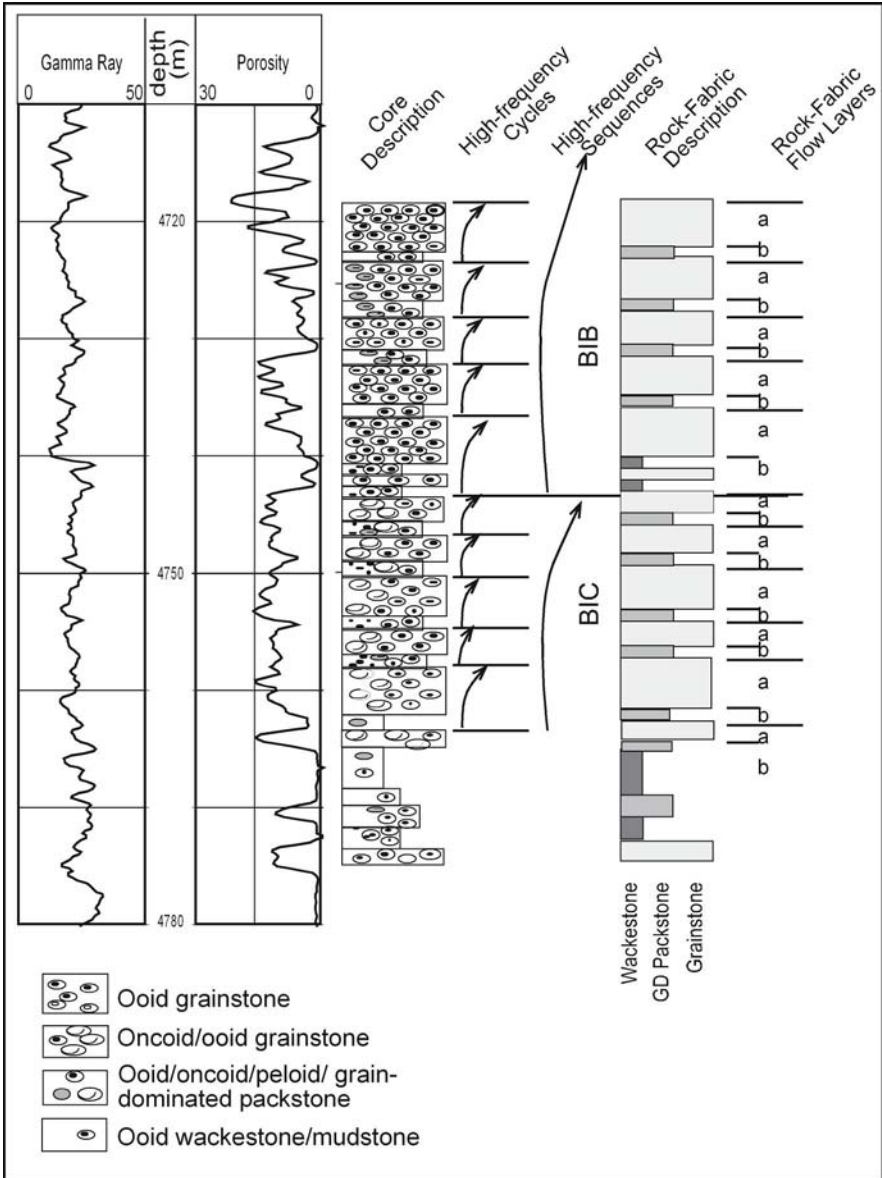 Gamma Ray
0
50
depth
(m)
Porosity
30
0
Core
Description
High-frequency
Cycles
High-frequency
Sequences
Rock-Fabric
Description
Rock-Fabric
Flow Layers
4720
4750
4780
BIB
BIC
a
b
a
b
a
b
a
b
a
b
a
b
a
b
a
b
a
b
a
b
a
b
Wackestone
GD Packstone
Grainstone
Ooid grainstone
Oncoid/ooid grainstone
Ooid/oncoid/peloid/ grain-
dominated packstone
Ooid wackestone/mudstone